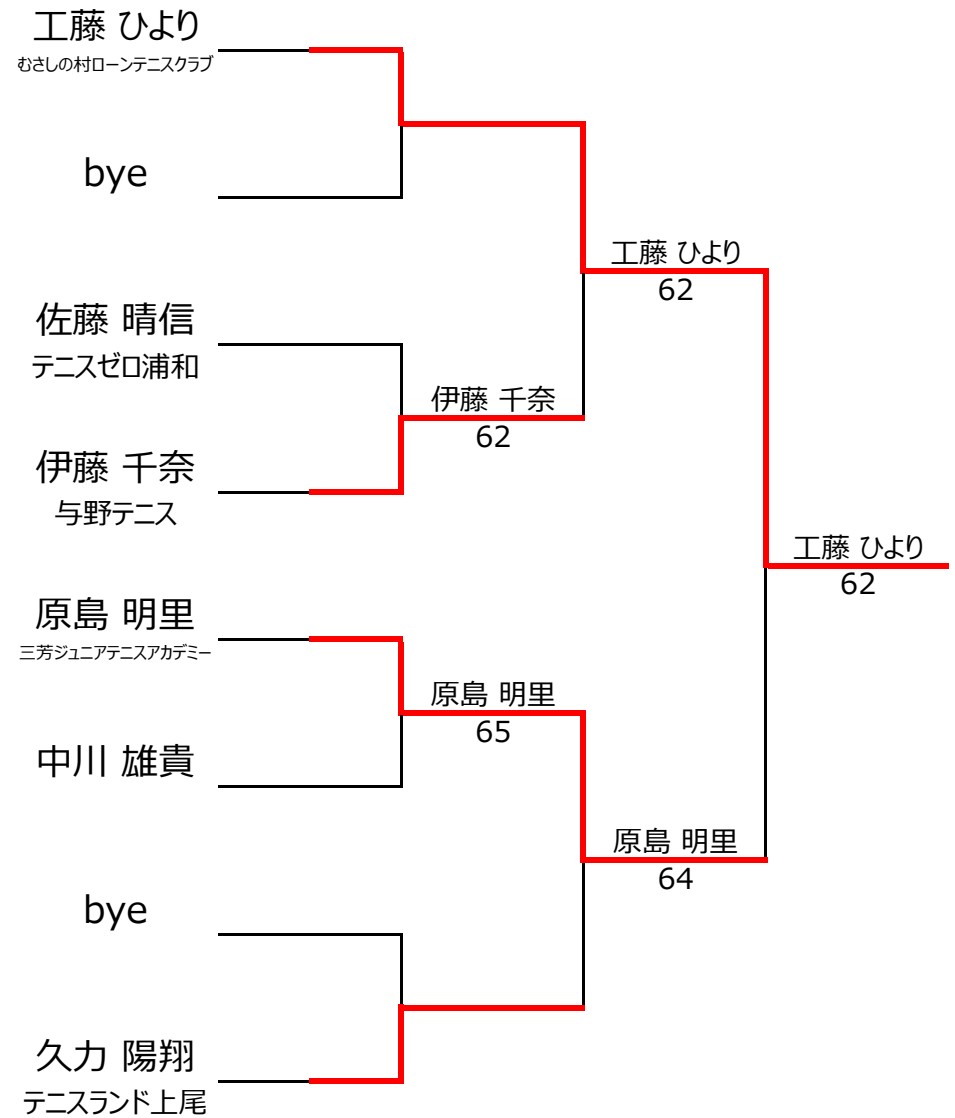 工藤 ひより
むさしの村ローンテニスクラブ
bye
佐藤 晴信
テニスゼロ浦和
伊藤 千奈
与野テニス
原島 明里
三芳ジュニアテニスアカデミー
中川 雄貴
bye
久力 陽翔
テニスランド上尾
伊藤 千奈
62
原島 明里
65
工藤 ひより
62
原島 明里
64
工藤 ひより
62